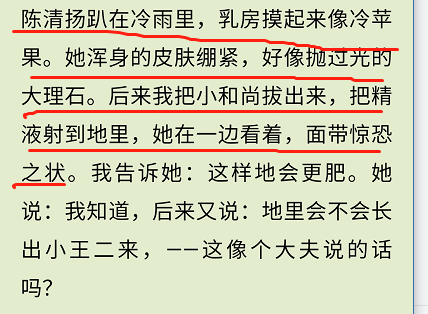 陈清扬趴在冷雨里，乳房摸起来像冷苹
果。她浑身的皮肤绷紧，好像抛过光的
大理石。后来我把小和尚拔出来，把精
液射到地里，她在一边看着，面带惊恐
之状。我告诉她：这样地会更肥。她
说：我知道，后来又说：地里会不会长
出小王二来，——这像个大夫说的话
吗？